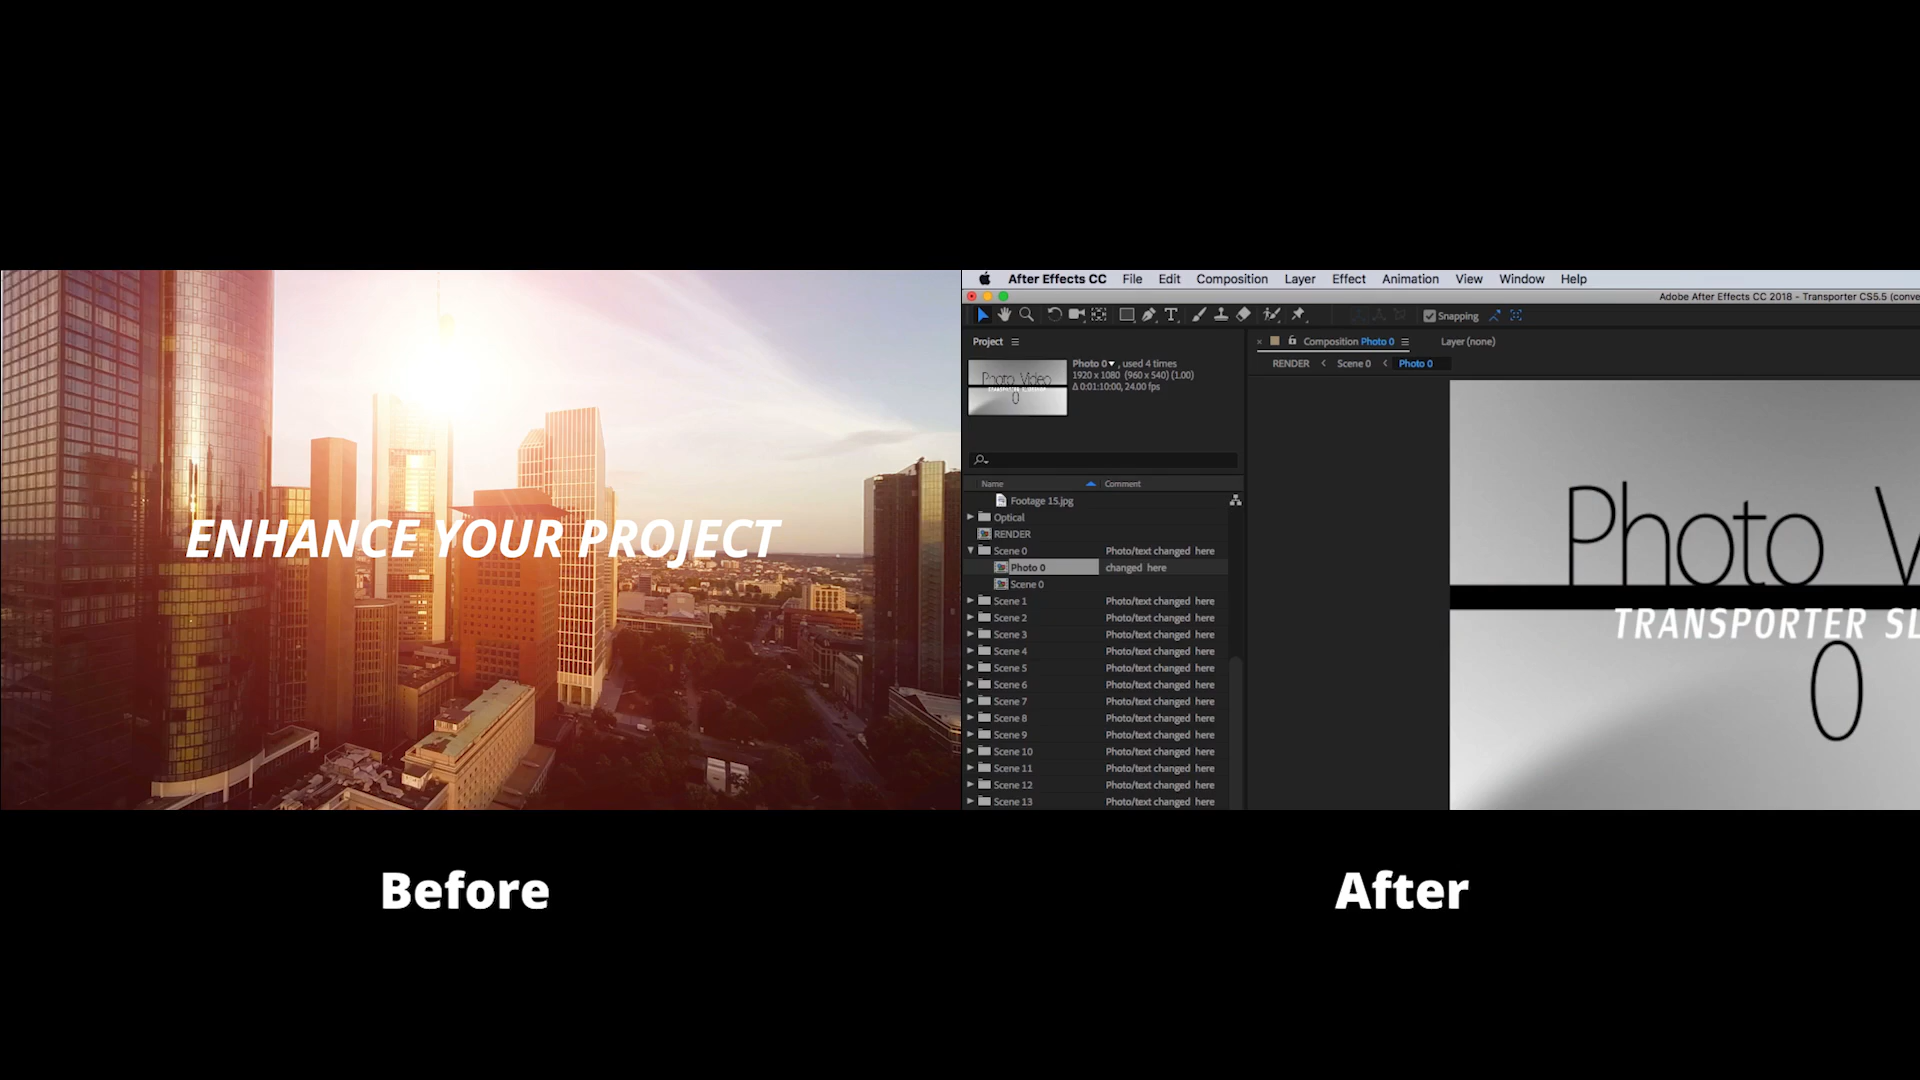 ENHANCE YOUR PROJECT
After Effects CC File Edit Composition Layer Effect Animation View Window Help
Adobe After Effects CC 2018 - Transporter CS5.5 (conve
Snapping
Project
Photo 0 , used 4 times
1920 x 1080 (960 x 540) (1.00)
Δ 0:01:10:00, 24.00 fps
Photo Video
0
Composition Photo 0 Layer (none)
RENDER Scene 0 Photo 0
Name Comment
Footage 15.jpg
Optical
RENDER
Scene 0 Photo/text changed here
Photo 0 changed here
Scene 0
Scene 1 Photo/text changed here
Scene 2 Photo/text changed here
Scene 3 Photo/text changed here
Scene 4 Photo/text changed here
Scene 5 Photo/text changed here
Scene 6 Photo/text changed here
Scene 7 Photo/text changed here
Scene 8 Photo/text changed here
Scene 9 Photo/text changed here
Scene 10 Photo/text changed here
Scene 11 Photo/text changed here
Scene 12 Photo/text changed here
Scene 13 Photo/text changed here
Photo V
TRANSPORTER SL
0
Before
After